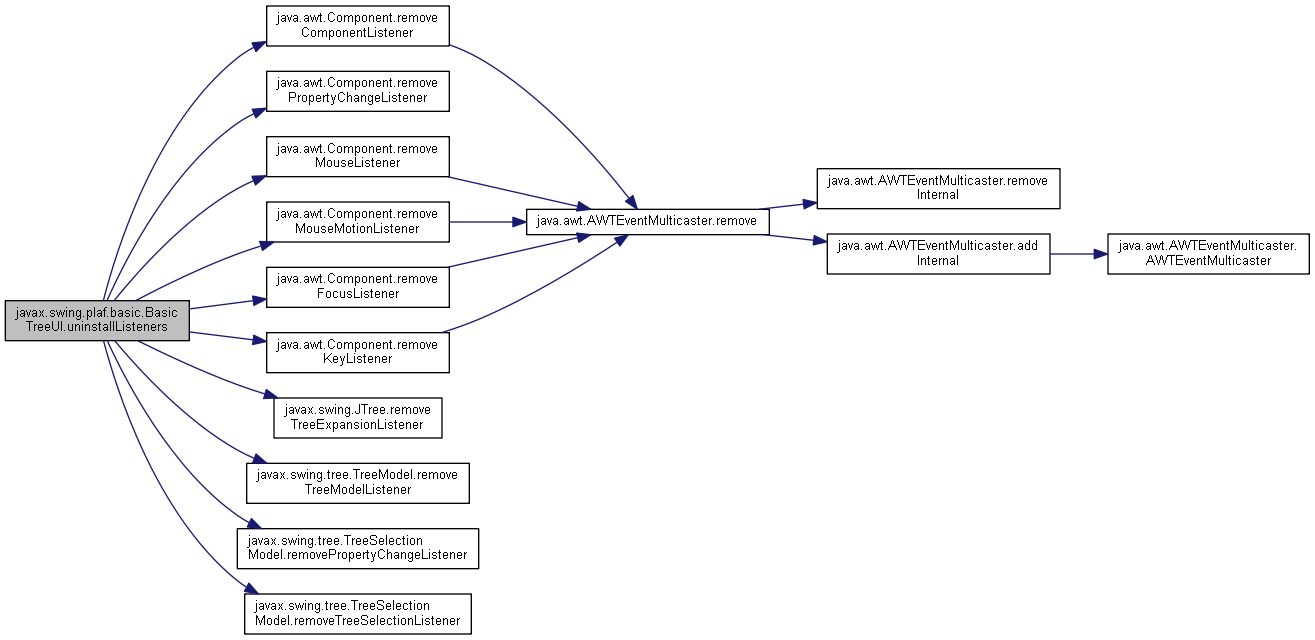 java.awt.Component.remove
ComponentListener
java.awt.Component.remove
PropertyChangeListener
java.awt.Component.remove
MouseListener
java.awt.Component.remove
MouseMotionListener
java.awt.Component.remove
FocusListener
javax.swing.plaf.basic.Basic
TreeUI.uninstallListeners
java.awt.Component.remove
KeyListener
javax.swing.JTree.remove
TreeExpansionListener
javax.swing.tree.TreeModel.remove
TreeModelListener
javax.swing.tree.TreeSelection
Model.removePropertyChangeListener
javax.swing.tree.TreeSelection
Model.removeTreeSelectionListener
java.awt.AWTEventMulticaster.remove
java.awt.AWTEventMulticaster.remove
Internal
java.awt.AWTEventMulticaster.add
Internal
java.awt.AWTEventMulticaster.
AWTEventMulticaster